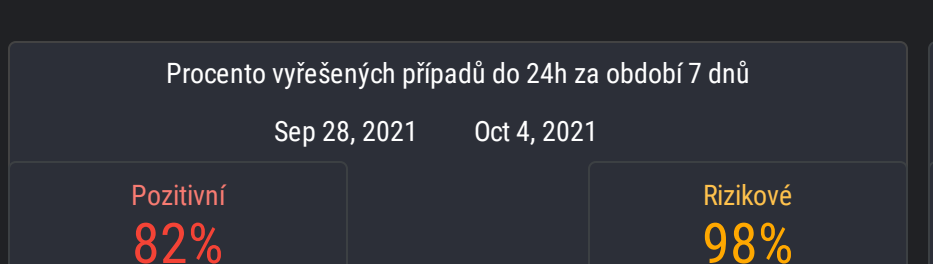 Procento vyřešených případů do 24h za období 7 dnů
Sep 28, 2021 Oct 4, 2021
Pozitivní Rizikové
82% 98%